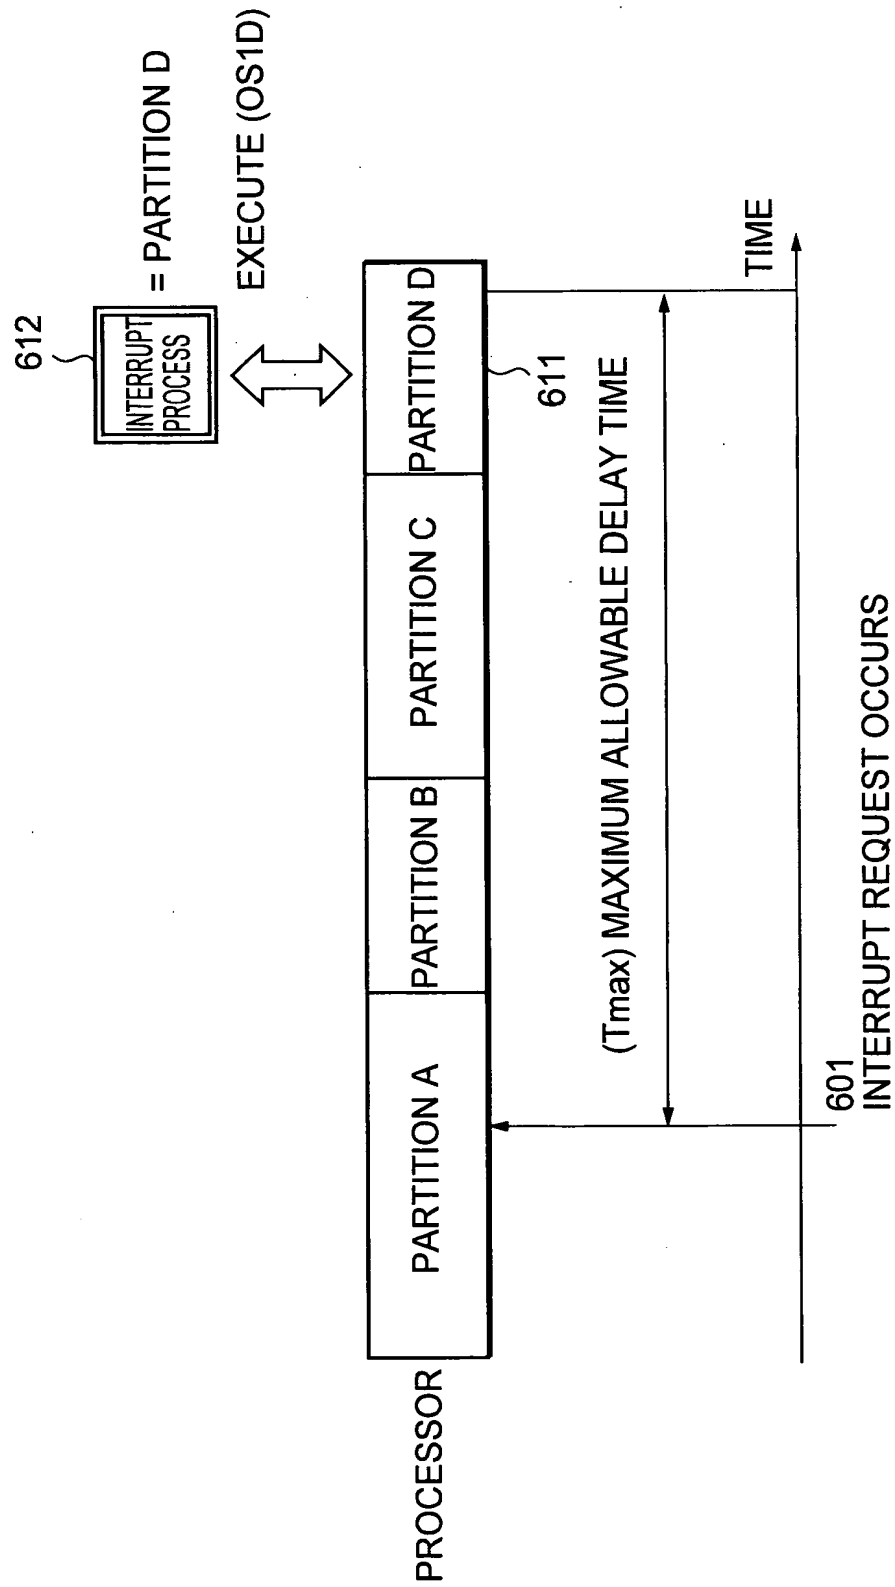 612
INTERRUPT
PROCESS
= PARTITION D
EXECUTE (OS1D)
PROCESSOR
PARTITION A
PARTITION B
PARTITION C
PARTITION D
611
(Tmax) MAXIMUM ALLOWABLE DELAY TIME
TIME
601
INTERRUPT REQUEST OCCURS